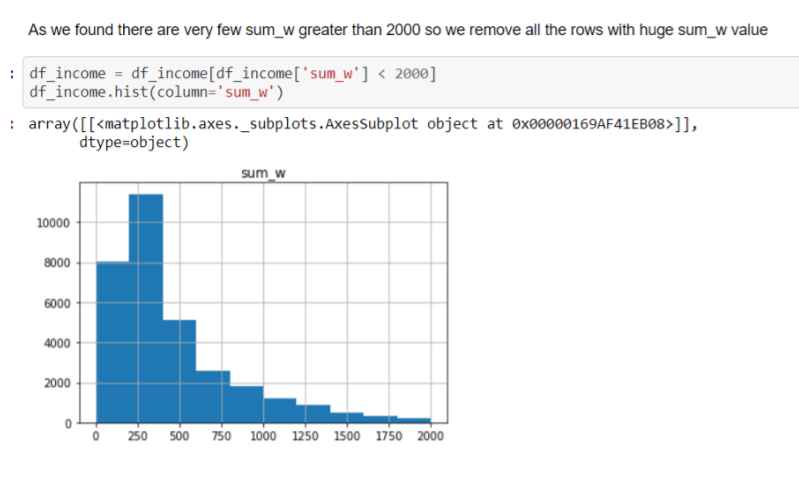 As we found there are very few sum_w greater than 2000 so we remove all the rows with huge sum_w value
: df_income = df_income[df_income['sum_w'] < 2000]
df_income.hist(column='sum_w')
: array([[<matplotlib.axes._subplots.AxesSubplot object at 0x00000169AF41EB08>]],
dtype=object)
sum_w
10000
8000
6000
4000
2000
0
0 250 500 750 1000 1250 1500 1750 2000